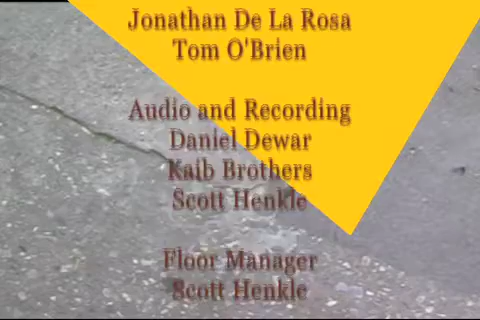 Jonathan De La Rosa
Tom O'Brien
Audio and Recording
Daniel Dewar
Kaib Brothers
Scott Henkle
Floor Manager
Scott Henkle